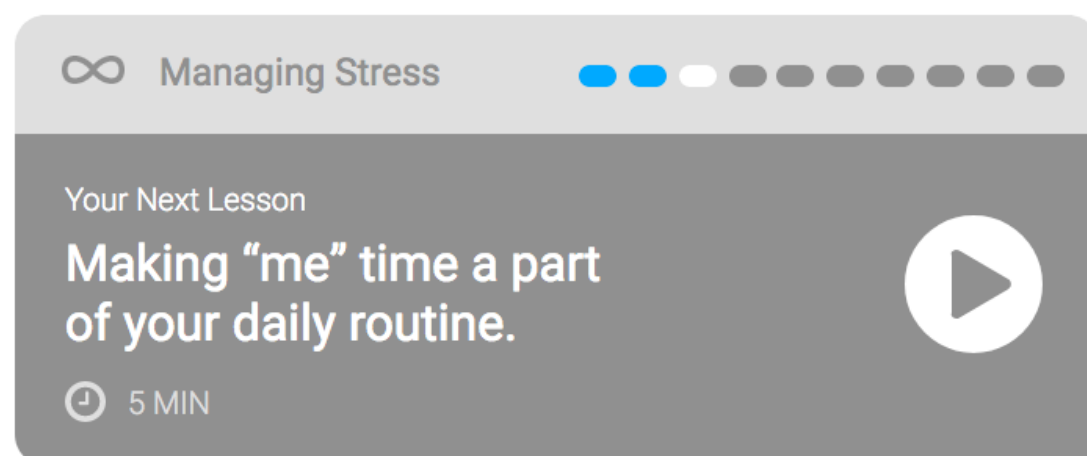 Managing Stress
Your Next Lesson
Making “me” time a part
of your daily routine.
5 MIN